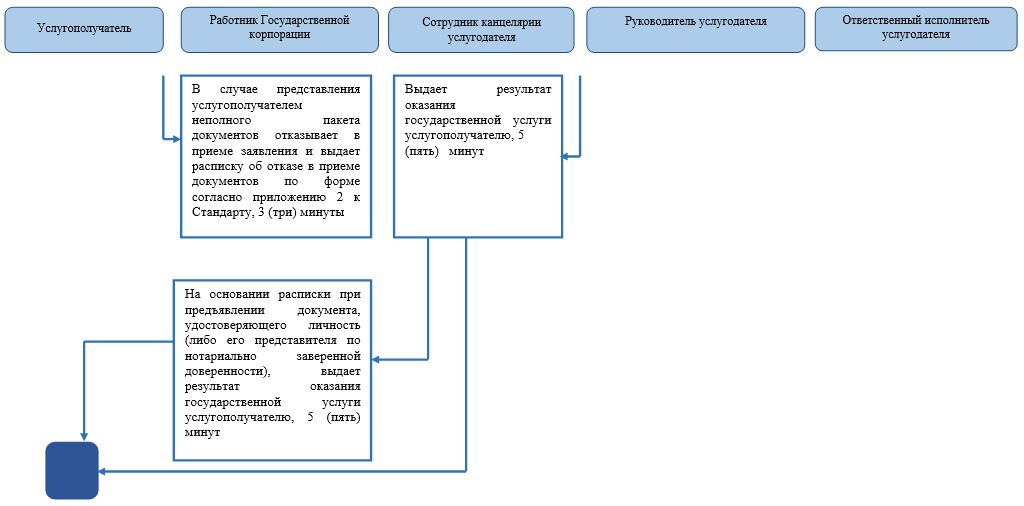 Услугополучатель
Работник Государственной
корпорации
Сотрудник канцелярии
услугодателя
Руководитель услугодателя
Ответственный исполнитель
услугодателя
В случае представления
услугополучателем
неполного пакета
документов отказывает в
приеме заявления и выдает
расписку об отказе в приеме
документов по форме
согласно приложению 2 к
Стандарту, 3 (три) минуты
Выдает результат
оказания
государственной услуги
услугополучателю, 5
(пять) минут
На основании расписки при
предъявлении документа,
удостоверяющего личность
(либо его представителя по
нотариально заверенной
доверенности), выдает
результат оказания
государственной услуги
услугополучателю, 5 (пять)
минут